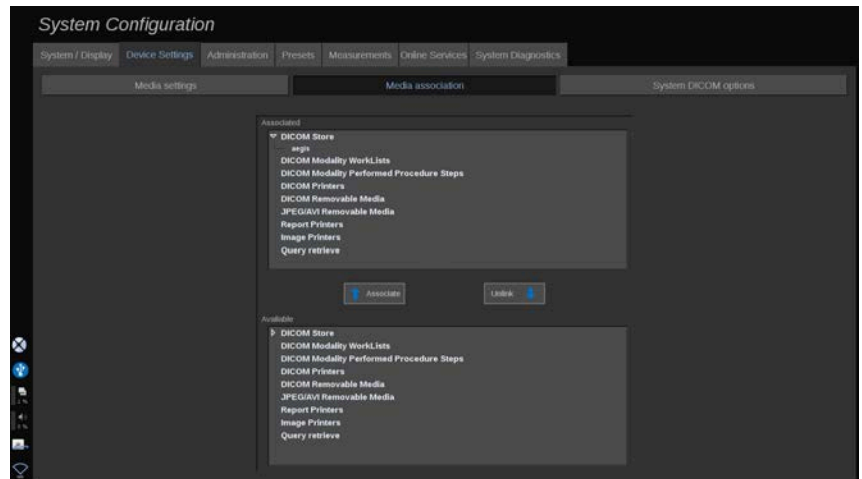 System Configuration
System / Display Device Settings Administration Presets Measurements Online Services System Diagnostics
Media settings Media association System DICOM options
Associated
DICOM Store
aegis
DICOM Modality WorkLists
DICOM Modality Performed Procedure Steps
DICOM Printers
DICOM Removable Media
JPEG/AVI Removable Media
Report Printers
Image Printers
Query retrieve
Associate Unlink
Available
DICOM Store
DICOM Modality WorkLists
DICOM Modality Performed Procedure Steps
DICOM Printers
DICOM Removable Media
JPEG/AVI Removable Media
Report Printers
Image Printers
Query retrieve